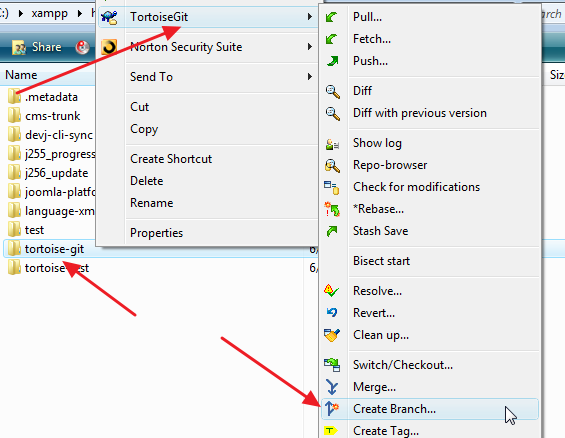 :) ▸ xampp ▸ h
earch
Share
Name
Siz
.metadata
cms-trunk
devj-cli-sync
j255_progress
j256_update
joomla-platfo
language-xm
test
tortoise-git
6/
tortoise
st
6/
TortoiseGit
Norton Security Suite
Send To
Cut
Copy
Create Shortcut
Delete
Rename
Properties
Pull...
Fetch...
Push...
Diff
Diff with previous version
Show log
Repo-browser
Check for modifications
*Rebase...
Stash Save
Bisect start
Resolve...
Revert...
Clean up...
Switch/Checkout...
Merge...
Create Branch...
Create Tag...